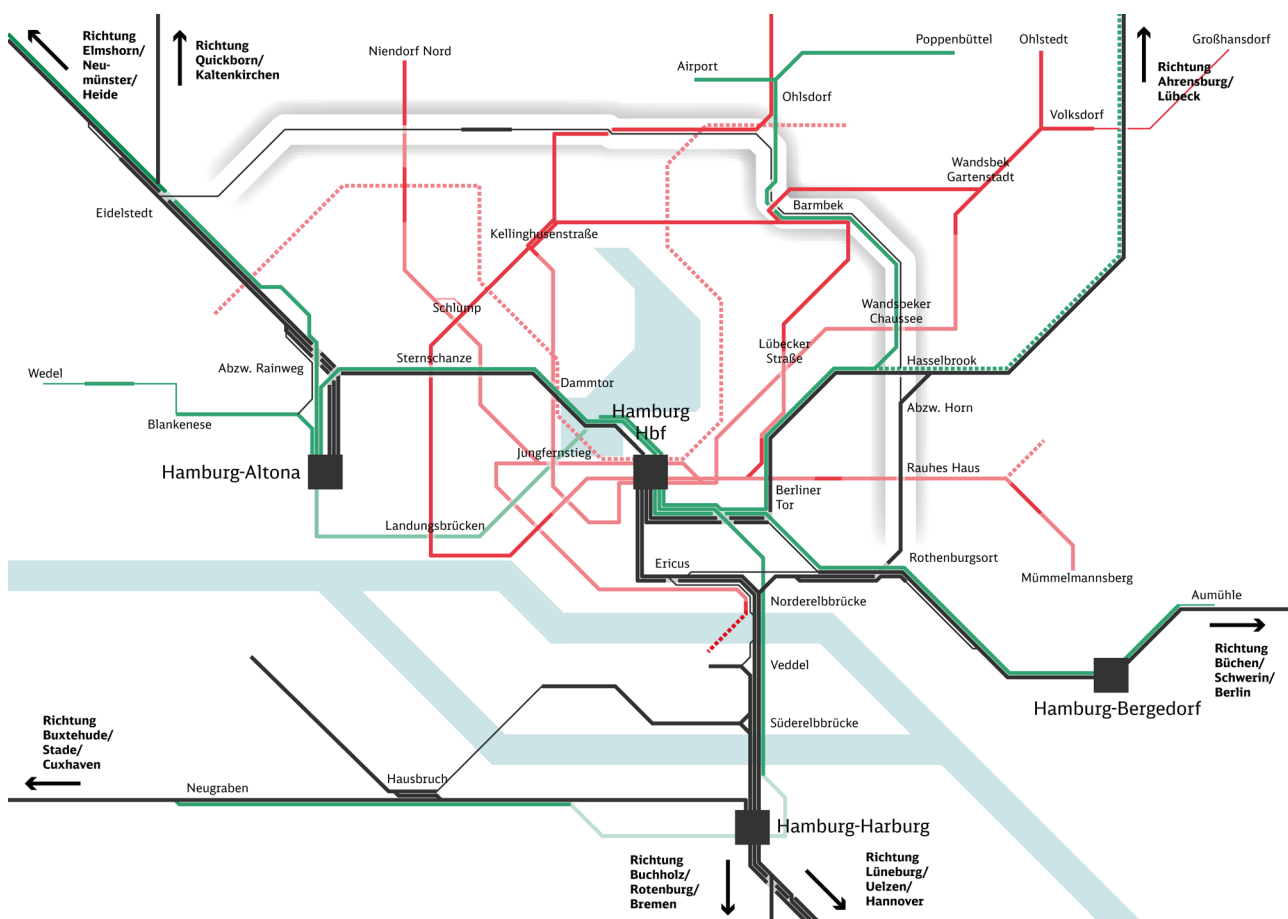 Richtung
Elmshorn/
Neu-
münster/
Heide
Richtung
Quickborn/
Kaltenkirchen
Niendorf Nord
Poppenbüttel
Airport
Ohlsdorf
Ohlstedt
Großhansdorf
Richtung
Ahrensburg/
Lübeck
Volksdorf
Wandsbek
Gartenstadt
Eidelstedt
Barmbek
Kellinghusenstraße
Schlump
Wandsbeker
Chaussee
Lübecker
Straße
Sternschanze
Hasselbrook
Abzw. Rainweg
Wedel
Dammtor
Blankenese
Abzw. Horn
Hamburg
Hbf
Jungfernstieg
Hamburg-Altona
Rauhes Haus
Berliner
Tor
Landungsbrücken
Ericus
Rothenburgsort
Mümmelmannsberg
Norderelbbrücke
Aumühle
Richtung
Büchen/
Schwerin/
Berlin
Veddel
Hamburg-Bergedorf
Süderelbbrücke
Richtung
Buxtehude/
Stade/
Cuxhaven
Hausbruch
Neugraben
Hamburg-Harburg
Richtung
Buchholz/
Rotenburg/
Bremen
Richtung
Lüneburg/
Uelzen/
Hannover